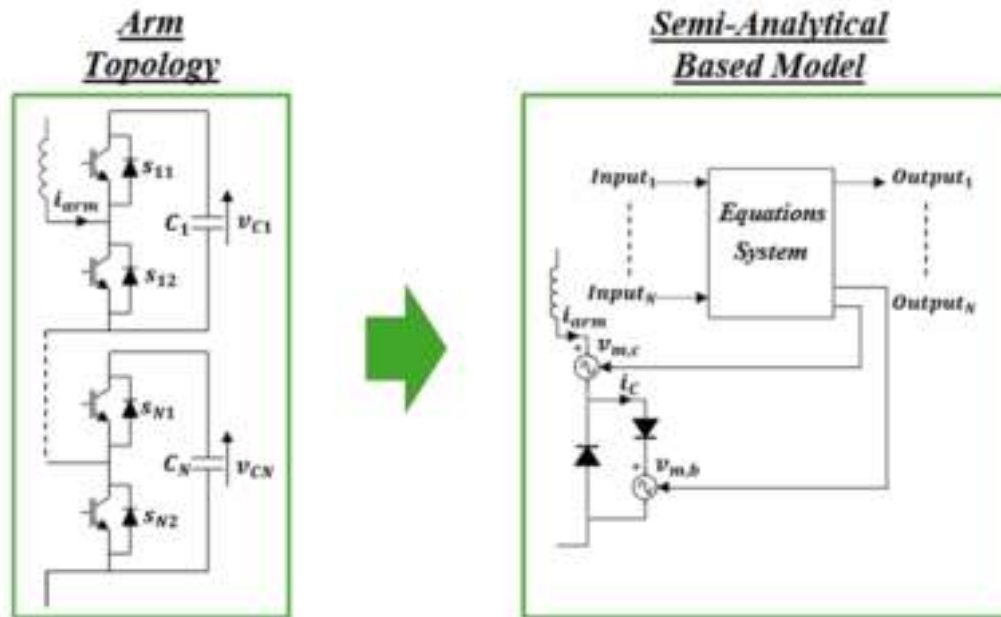 Arm
Topology
Semi-Analytical
Based Model
s11
iarm
C1
vC1
s12
sN1
CN
vCN
sN2
Input1
Output1
Equations
System
InputN
OutputN
iarm
+
vm,c
iC
+
vm,b